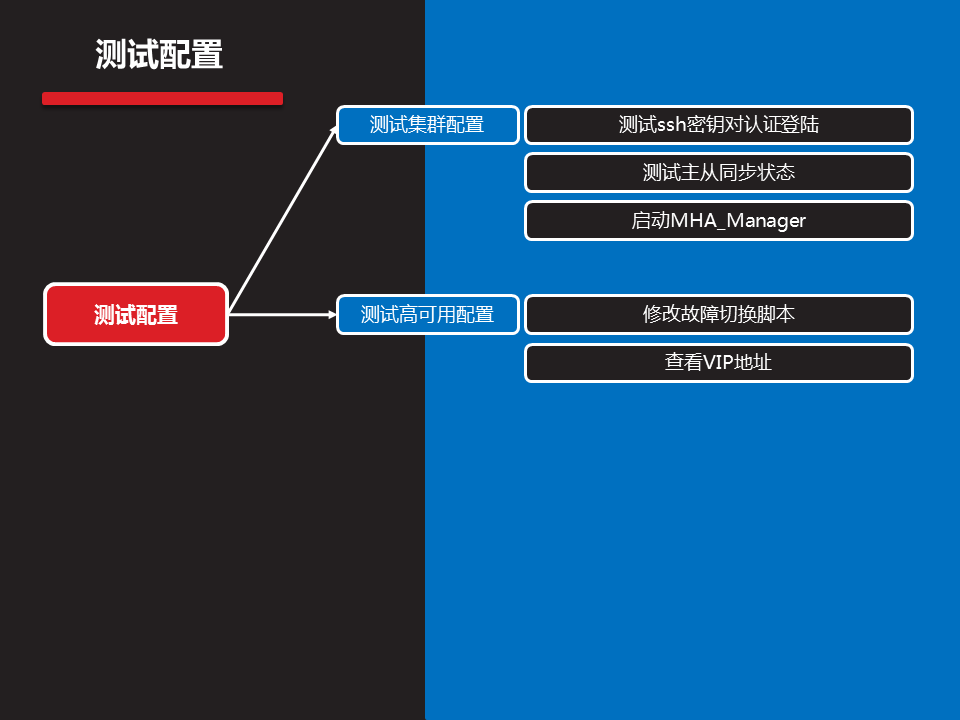 测试配置
测试集群配置
测试ssh密钥对认证登陆
测试主从同步状态
启动MHA_Manager
测试配置
测试高可用配置
修改故障切换脚本
查看VIP地址